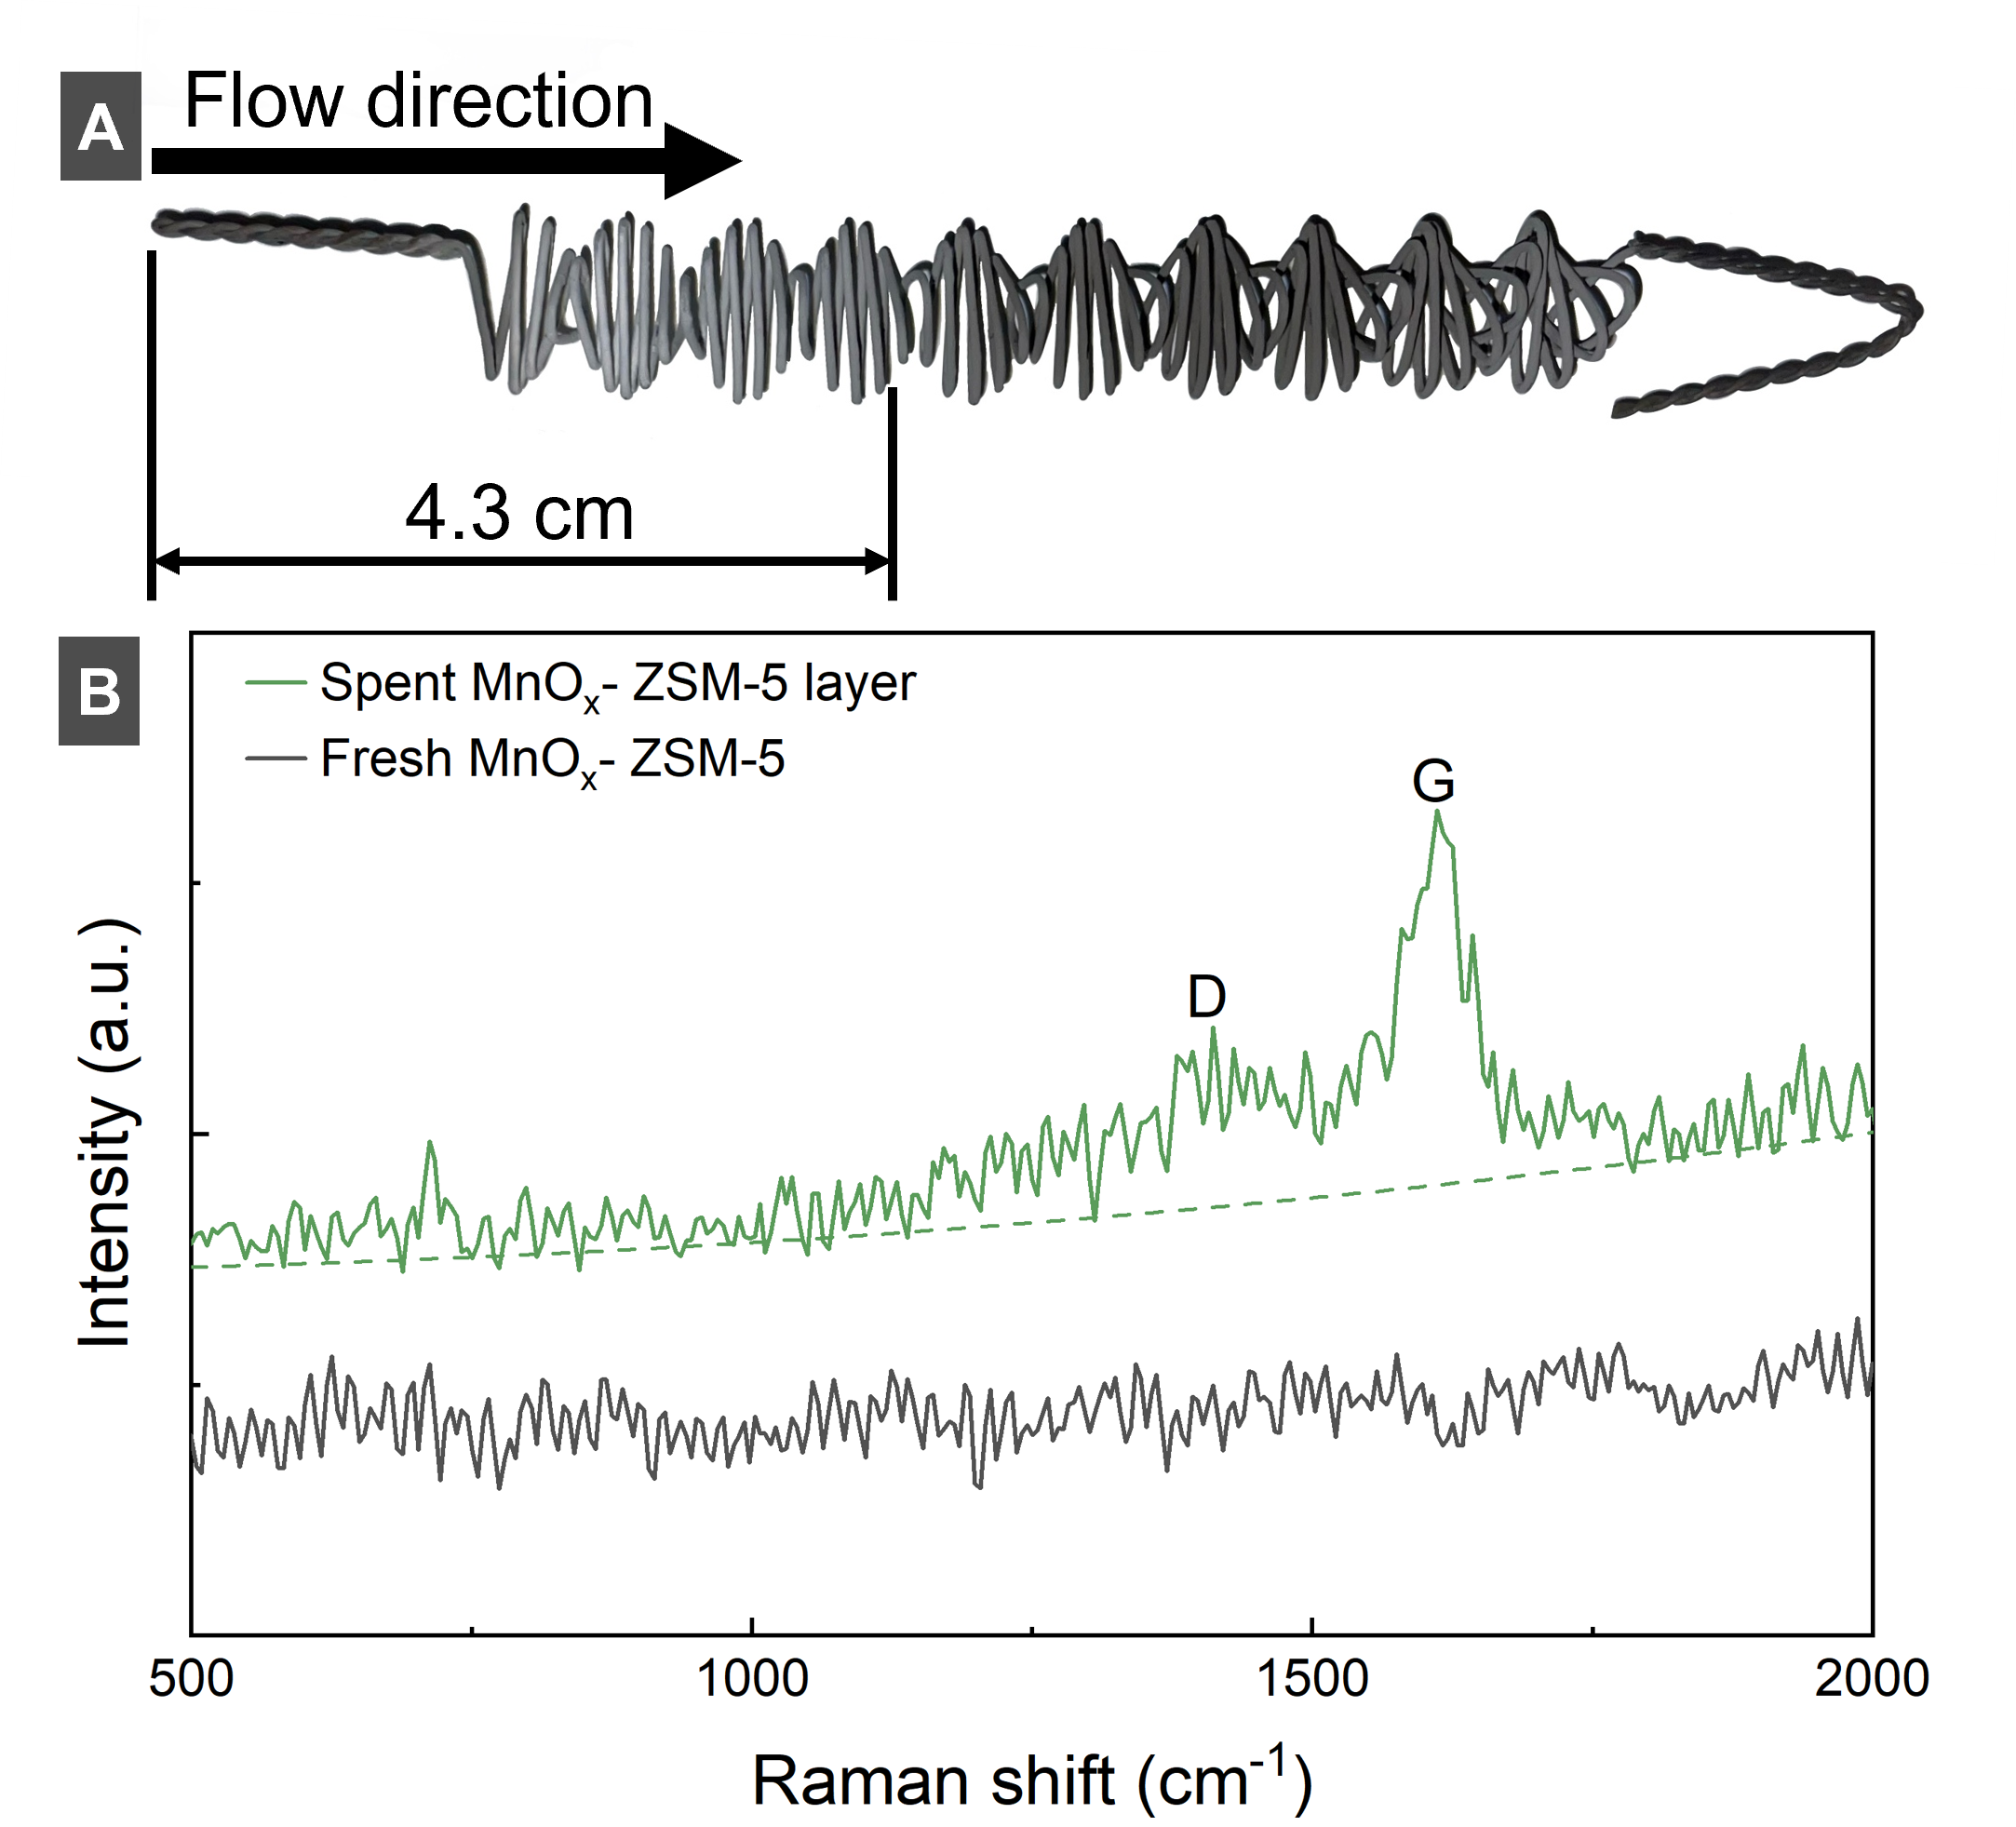 A
Flow direction
4.3 cm
B
Spent MnOₓ- ZSM-5 layer
Fresh MnOₓ- ZSM-5
G
D
Intensity (a.u.)
500 1000 1500 2000
Raman shift (cm⁻¹)